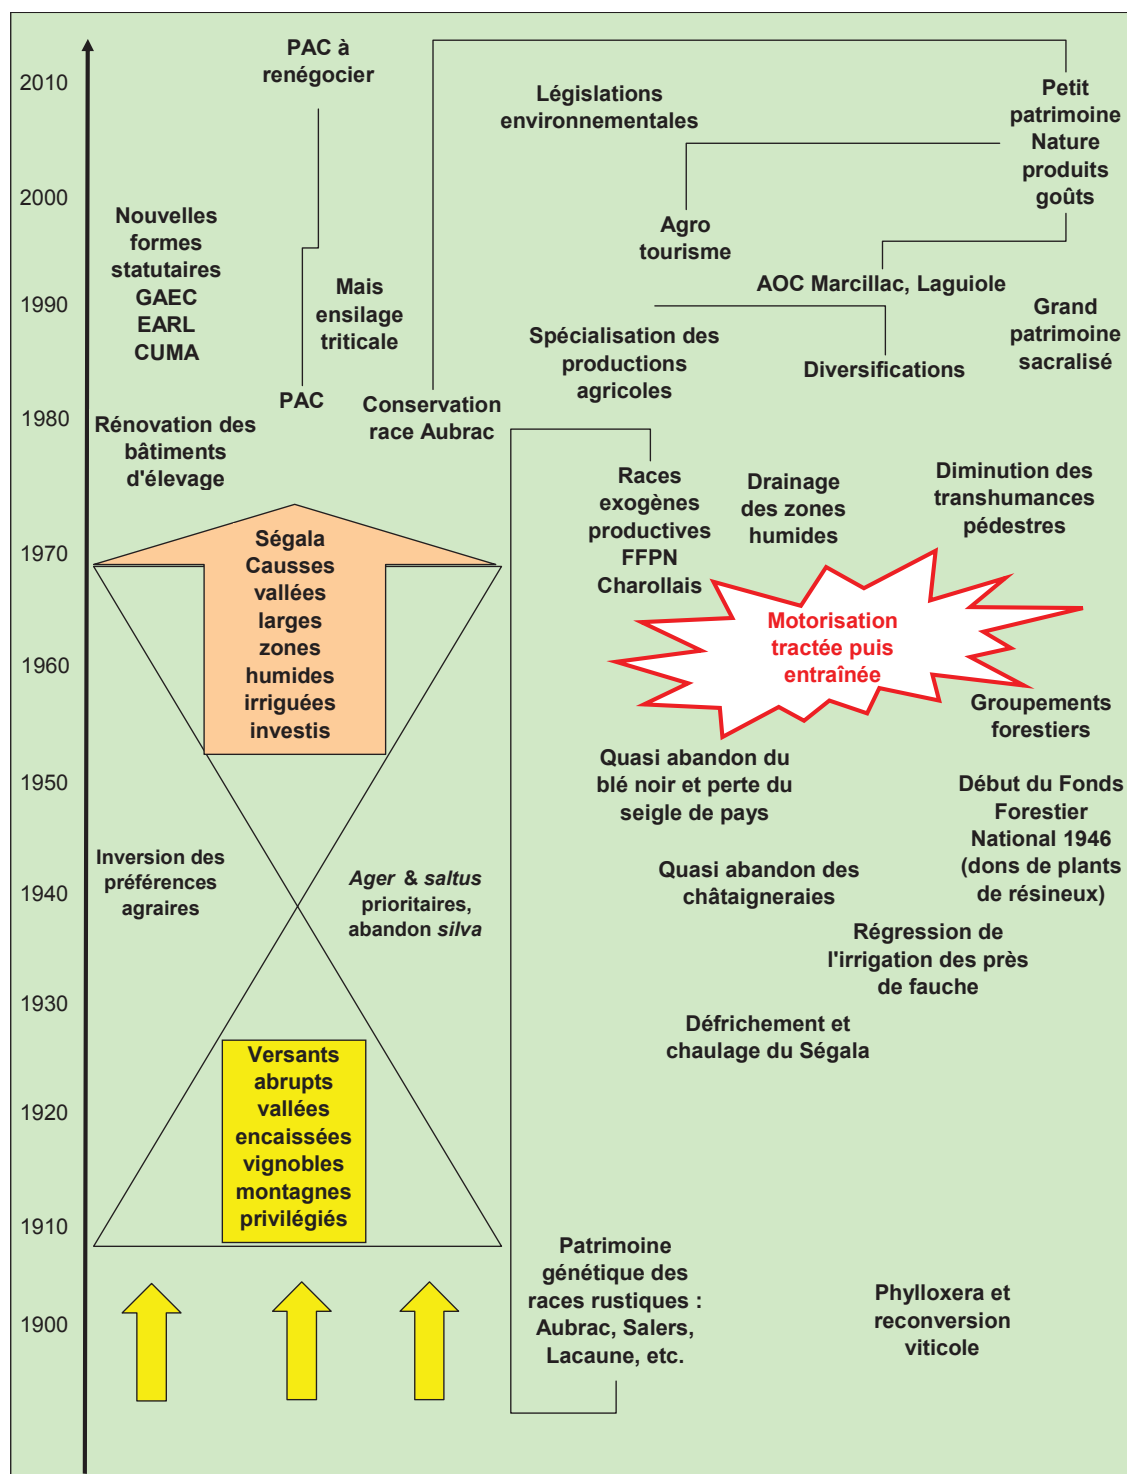 2010
2000
1990
1980
1970
1960
1950
1940
1930
1920
1910
1900
PAC à
renégocier
Législations
environnementales
Petit
patrimoine
Nature
produits
goûts
Nouvelles
formes
statutaires
GAEC
EARL
CUMA
Agro
tourisme
Mais
ensilage
triticale
AOC Marcillac, Laguiole
Grand
patrimoine
sacralisé
Spécialisation des
productions
agricoles
Diversifications
PAC
Conservation
race Aubrac
Rénovation des
bâtiments
d'élevage
Races
exogènes
productives
FFPN
Charollais
Drainage
des zones
humides
Diminution des
transhumances
pédestres
Ségala
Causses
vallées
larges
zones
humides
irriguées
investis
Motorisation
tractée puis
entraînée
Groupements
forestiers
Quasi abandon du
blé noir et perte du
seigle de pays
Début du Fonds
Forestier
National 1946
(dons de plants
de résineux)
Inversion des
préférences
agraires
Ager & saltus
prioritaires,
abandon silva
Quasi abandon des
châtaigneraies
Régression de
l'irrigation des près
de fauche
Défrichement et
chaulage du Ségala
Versants
abrupts
vallées
encaissées
vignobles
montagnes
privilégiés
Patrimoine
génétique des
races rustiques :
Aubrac, Salers,
Lacaune, etc.
Phylloxera et
reconversion
viticole